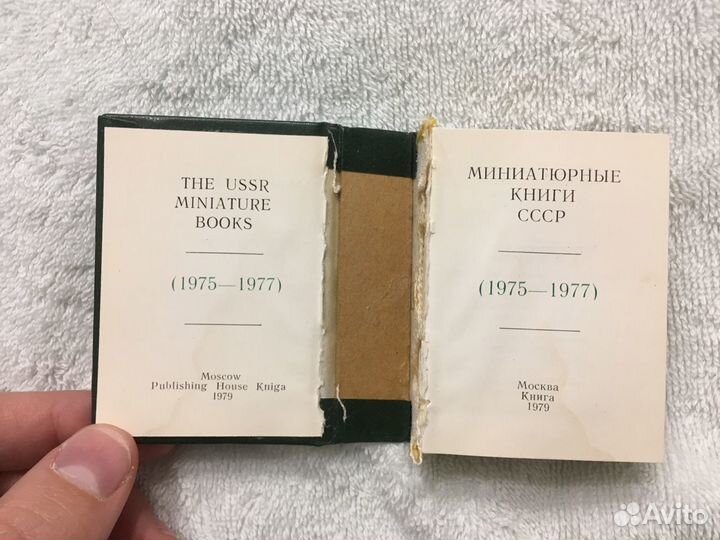 THE USSR
MINIATURE
BOOKS
(1975—1977)
Moscow
Publishing House Kniga
1979
МИНИАТЮРНЫЕ
КНИГИ
СССР
(1975—1977)
Москва
Книга
1979
Avito